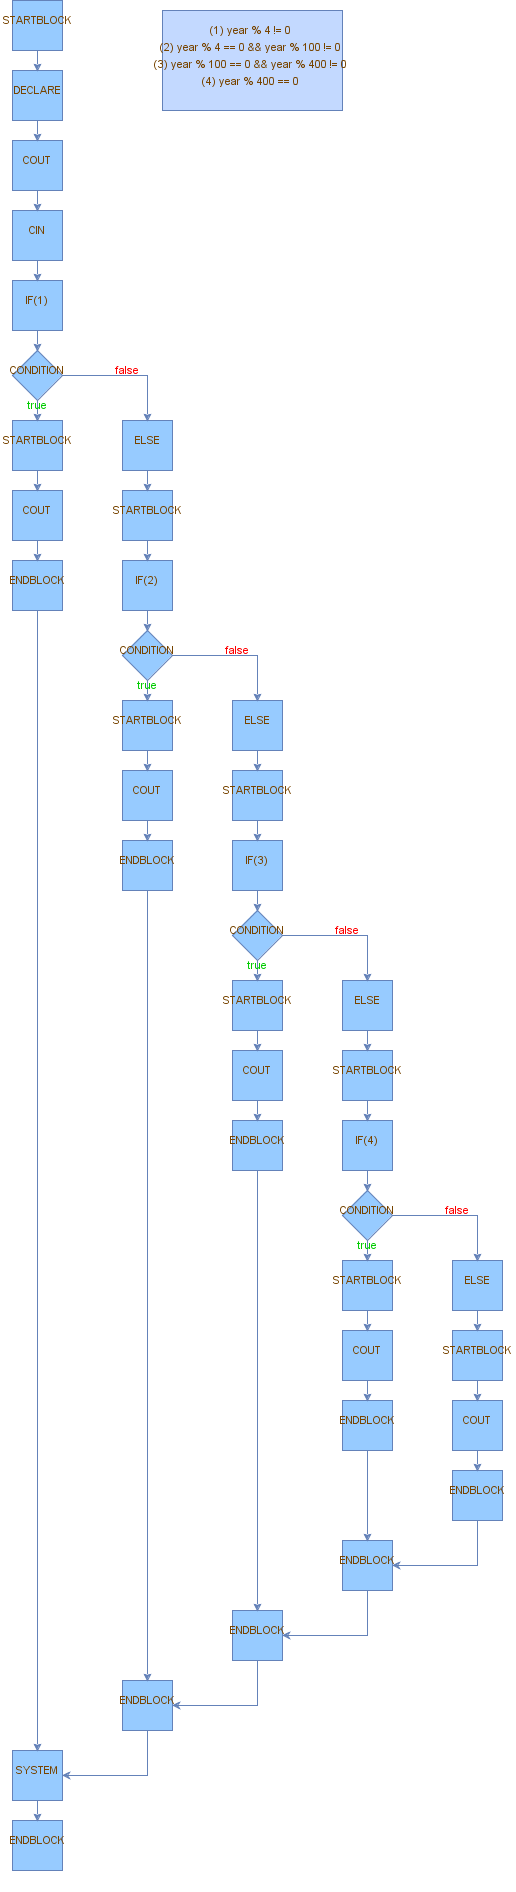 STARTBLOCK
(1) year % 4 != 0
(2) year % 4 == 0 && year % 100 != 0
(3) year % 100 == 0 && year % 400 != 0
(4) year % 400 == 0
DECLARE
COUT
CIN
IF(1)
CONDITION
false
true
STARTBLOCK
ELSE
COUT
STARTBLOCK
ENDBLOCK
IF(2)
CONDITION
false
true
STARTBLOCK
ELSE
COUT
STARTBLOCK
ENDBLOCK
IF(3)
CONDITION
false
true
STARTBLOCK
ELSE
COUT
STARTBLOCK
ENDBLOCK
IF(4)
CONDITION
false
true
STARTBLOCK
ELSE
COUT
STARTBLOCK
ENDBLOCK
COUT
ENDBLOCK
ENDBLOCK
ENDBLOCK
ENDBLOCK
SYSTEM
ENDBLOCK